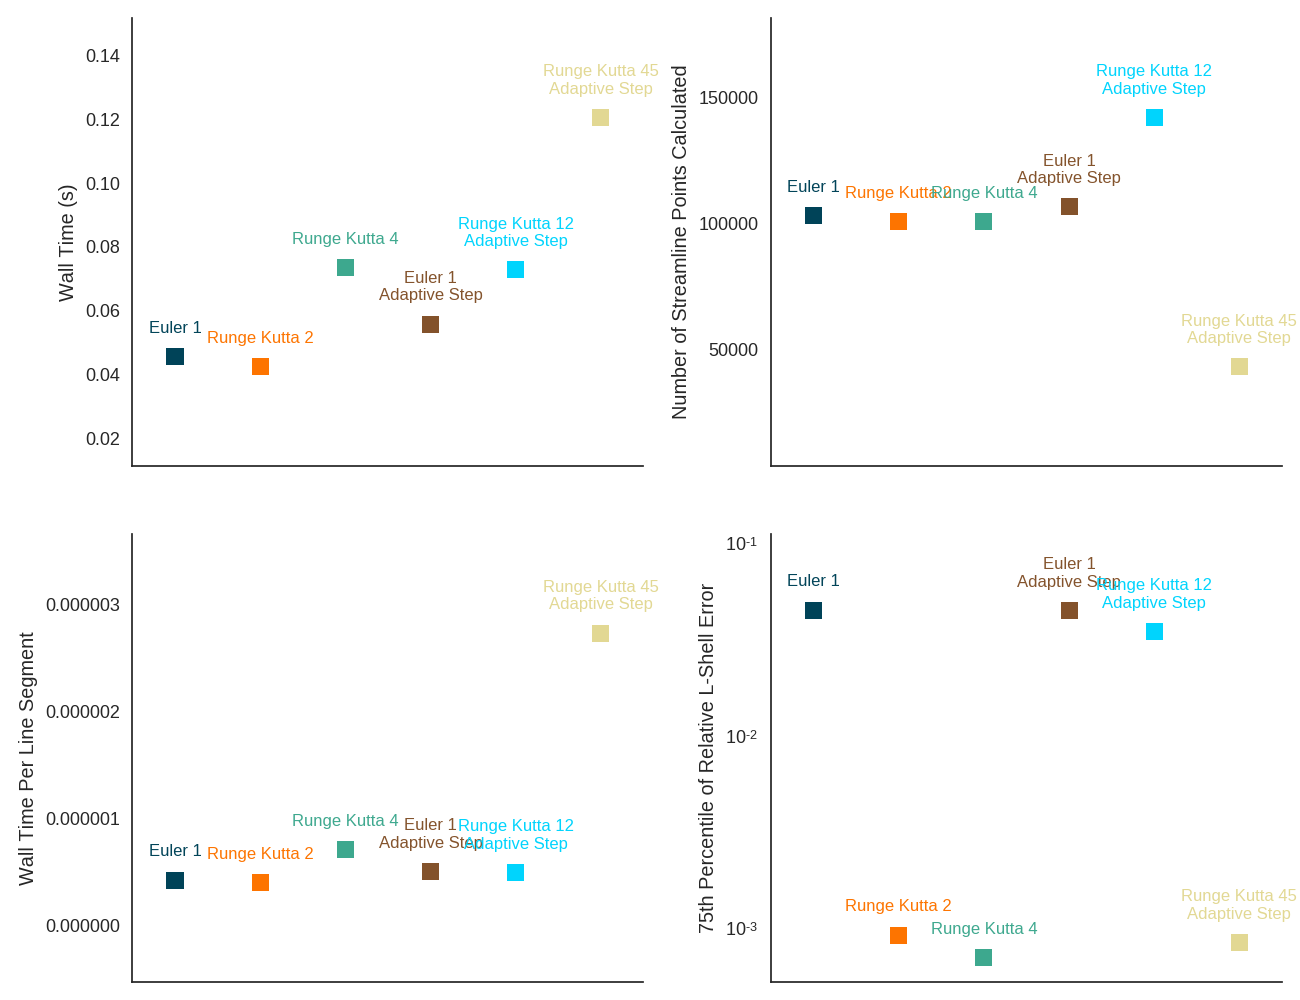 Wall Time (s)
0.14
0.12
0.10
0.08
0.06
0.04
0.02
Runge Kutta 45
Adaptive Step
Runge Kutta 12
Adaptive Step
Runge Kutta 4
Euler 1
Adaptive Step
Euler 1
Runge Kutta 2
Number of Streamline Points Calculated
150000
100000
50000
Runge Kutta 12
Adaptive Step
Euler 1
Adaptive Step
Euler 1
Runge Kutta 2
Runge Kutta 4
Runge Kutta 45
Adaptive Step
Wall Time Per Line Segment
0.000003
0.000002
0.000001
0.000000
Runge Kutta 45
Adaptive Step
Runge Kutta 4
Euler 1
Adaptive Step
Runge Kutta 12
Adaptive Step
Euler 1
Runge Kutta 2
75th Percentile of Relative L-Shell Error
10-1
10-2
10-3
Euler 1
Euler 1
Adaptive Step
Runge Kutta 12
Adaptive Step
Runge Kutta 2
Runge Kutta 4
Runge Kutta 45
Adaptive Step